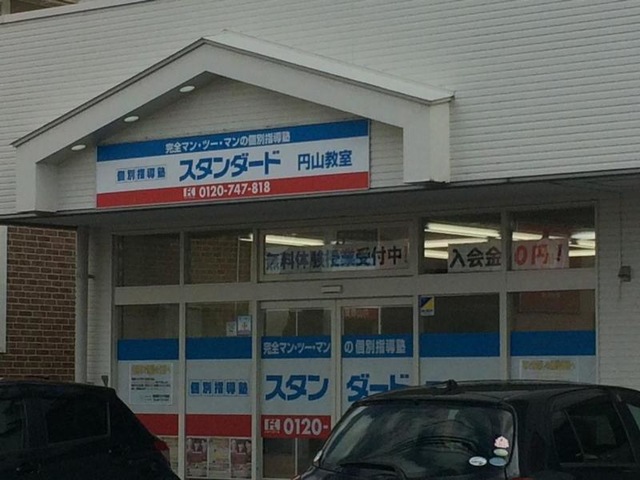 完全マン・ツー・マンの個別指導塾
個別指導塾 スタンダード 円山教室
0120-747-818
無料体験授業受付中!
入会金0円!
完全マン・ツー・マンの個別指導塾
個別指導塾
スタンダード
0120-